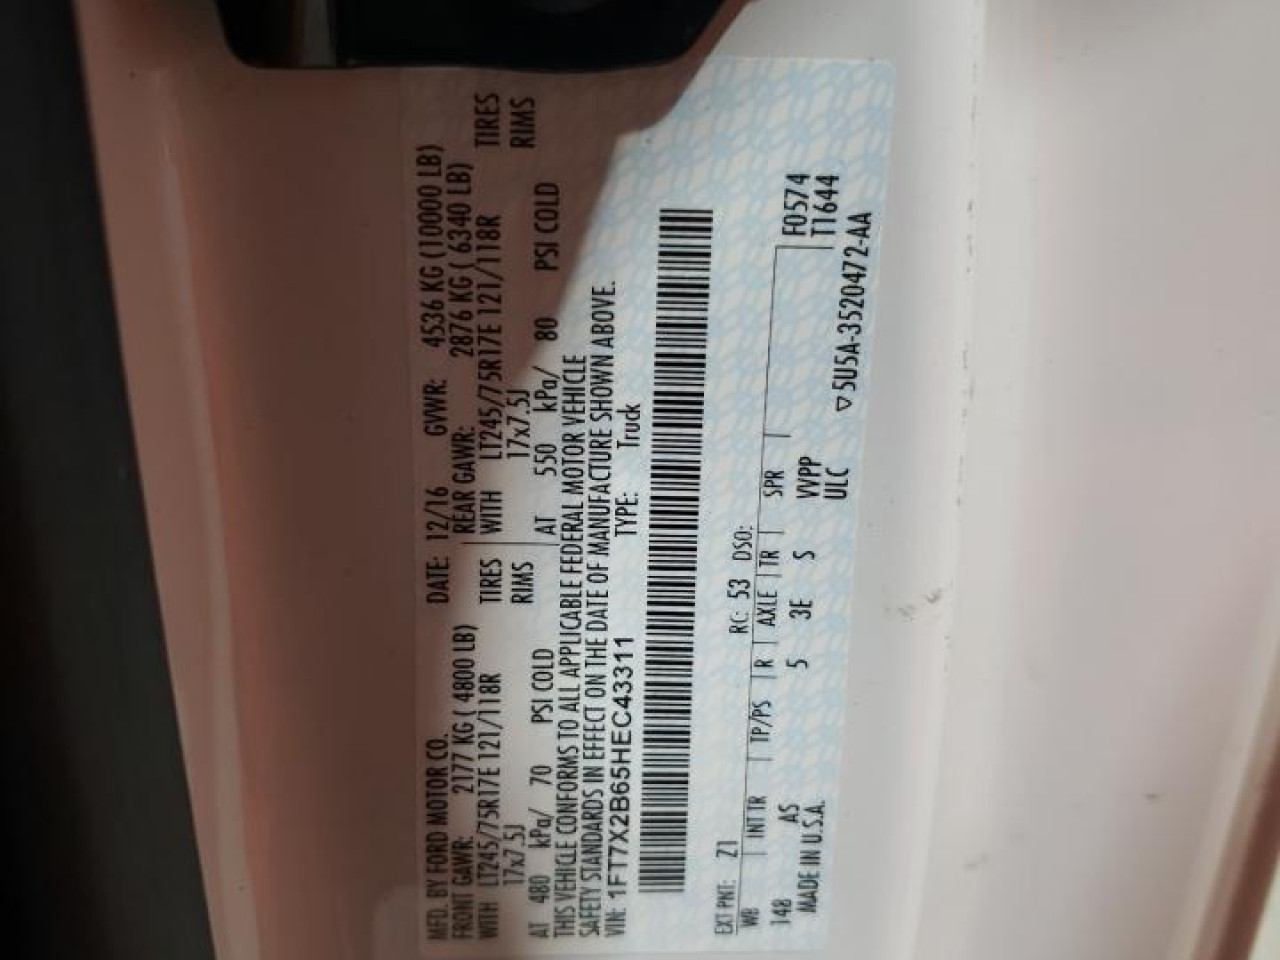 MFD. BY FORD MOTOR CO. DATE: 12/16 GVWR: 4536 KG (10000 LB)
FRONT GAWR: 2177 KG ( 4800 LB) REAR GAWR: 2876 KG ( 6340 LB)
WITH LT245/75R17E 121/118R TIRES WITH LT245/75R17E 121/118R TIRES
17x7.5J RIMS 17x7.5J RIMS
AT 480 kPa/ 70 PSI COLD AT 550 kPa/ 80 PSI COLD
THIS VEHICLE CONFORMS TO ALL APPLICABLE FEDERAL MOTOR VEHICLE
SAFETY STANDARDS IN EFFECT ON THE DATE OF MANUFACTURE SHOWN ABOVE.
VIN: 1FT7X2B65HEC43311 TYPE: Truck
EXT PNT: Z1 RC: 53 DSO:
WB INT TR TP/PS R AXLE TR SPR F0574
148 AS 5 3E S VVPP T1644
MADE IN U.S.A. ULC ▽5U5A-3520472-AA